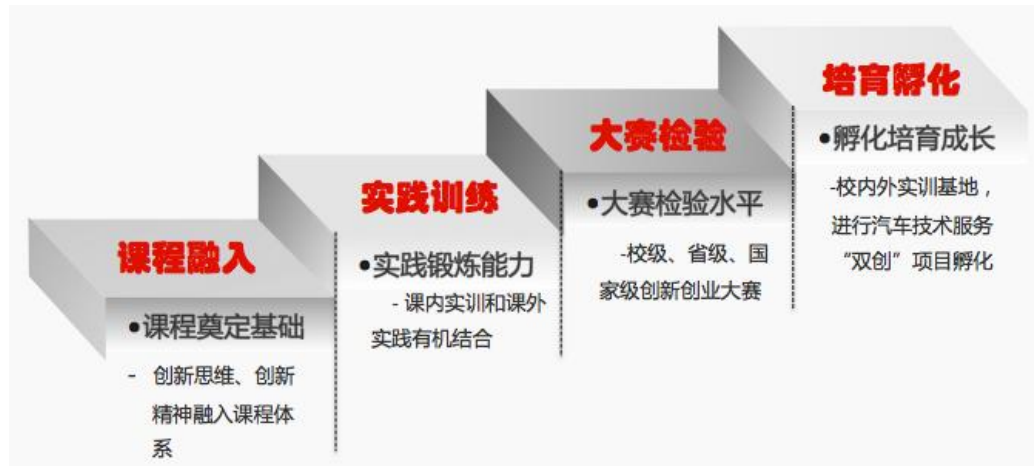 课程融入
•课程奠定基础
- 创新思维、创新
精神融入课程体
系
实践训练
•实践锻炼能力
- 课内实训和课外
实践有机结合
大赛检验
•大赛检验水平
-校级、省级、国
家级创新创业大赛
培育孵化
•孵化培育成长
-校内外实训基地，
进行汽车技术服务
“双创”项目孵化